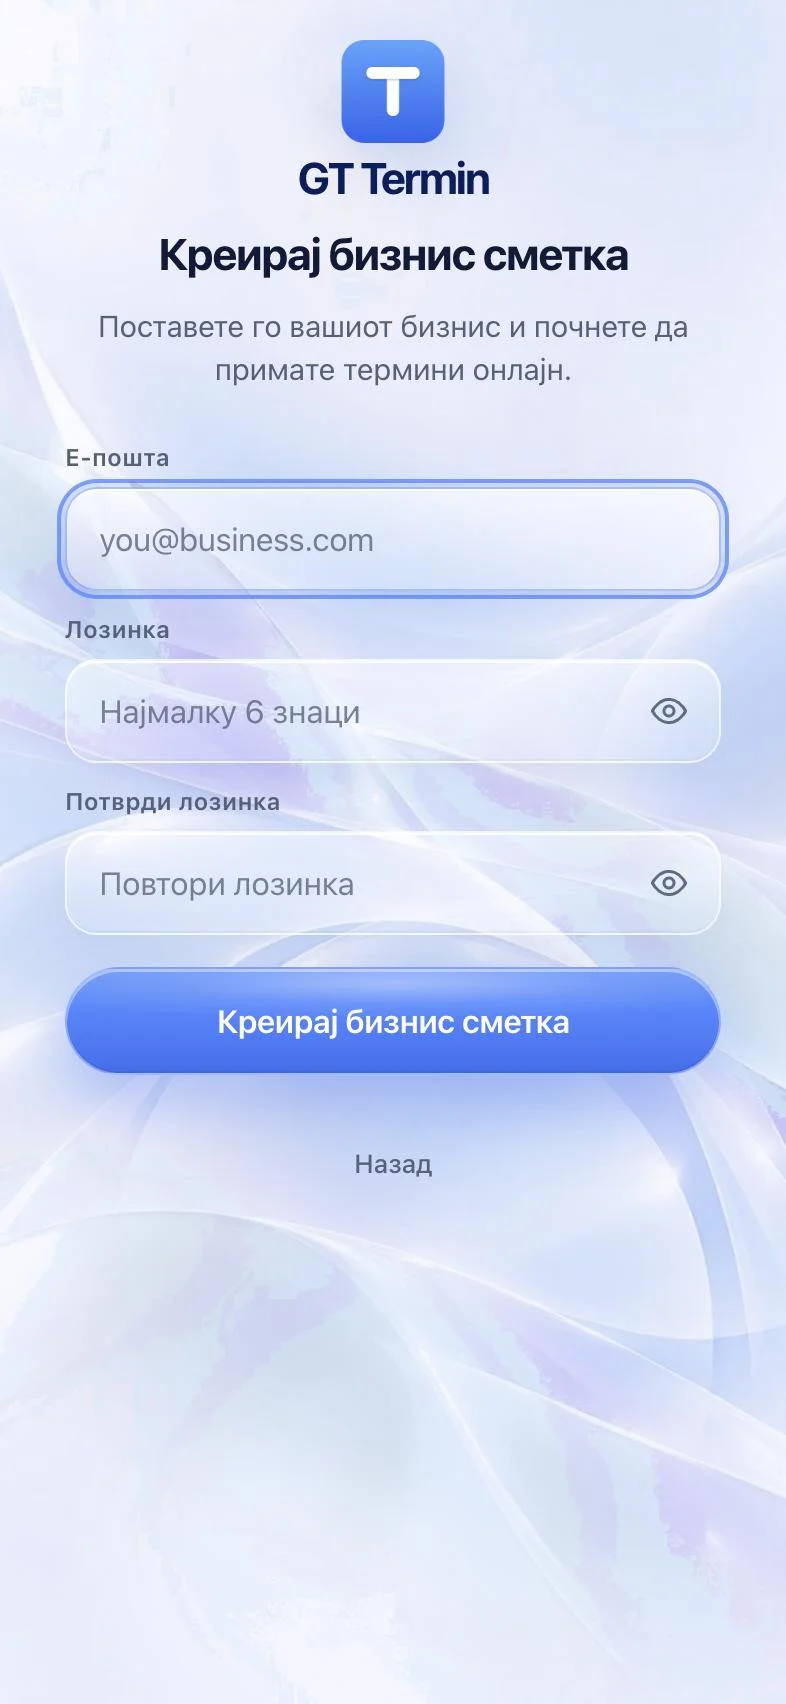 T
GT Termin
Креирај бизнис сметка
Поставете го вашиот бизнис и почнете да
примате термини онлајн.
Е-пошта
you@business.com
Лозинка
Најмалку 6 знаци
Потврди лозинка
Повтори лозинка
Креирај бизнис сметка
Назад